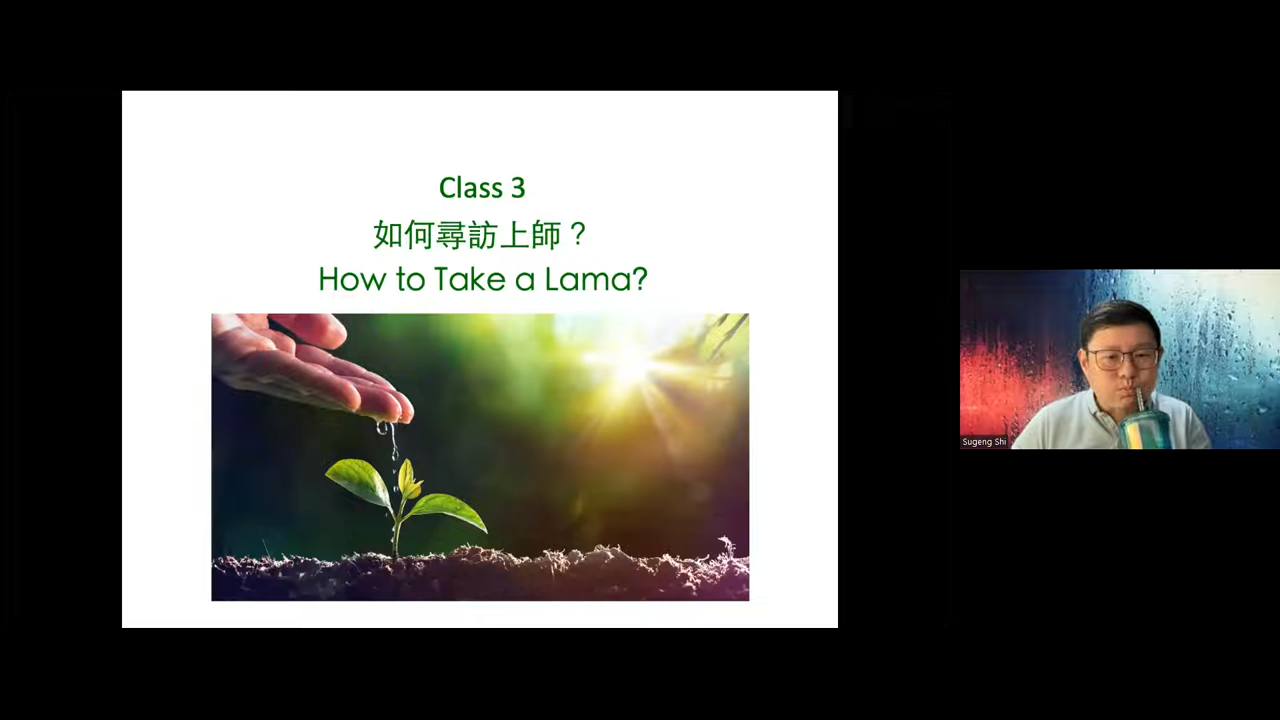 Class 3
如何尋訪上師？
How to Take a Lama?
Sugeng Shi